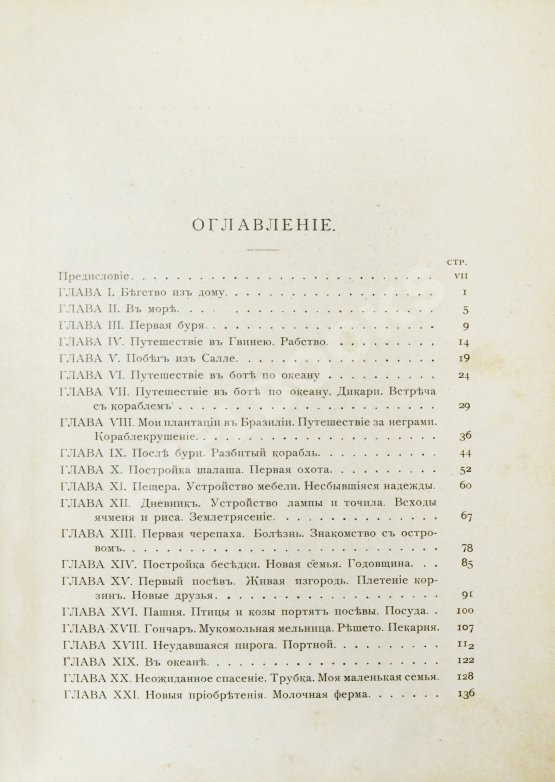 ОГЛАВЛЕНІЕ.
СТР.
Предисловіе. . . . . . . . . . . . . . . . . . . . . VII
ГЛАВА I. Бѣгство изъ дому. . . . . . . . . . . . . . 1
ГЛАВА II. Въ морѣ. . . . . . . . . . . . . . . . . . 5
ГЛАВА III. Первая буря. . . . . . . . . . . . . . . . 9
ГЛАВА IV. Путешествіе въ Гвинею. Рабство. . . . . . . 14
ГЛАВА V. Побѣгъ изъ Салле. . . . . . . . . . . . . . 19
ГЛАВА VI. Путешествіе въ ботѣ по океану . . . . . . . 24
ГЛАВА VII. Путешествіе въ ботѣ по океану. Дикари. Встрѣча
съ кораблемъ . . . . . . . . . . . . . . . . . . 29
ГЛАВА VIII. Мои плантаціи въ Бразиліи. Путешествіе за неграми.
Кораблекрушеніе. . . . . . . . . . . . . . . . . 36
ГЛАВА IX. Послѣ бури. Разбитый корабль. . . . . . . . 44
ГЛАВА X. Постройка шалаша. Первая охота. . . . . . . 52
ГЛАВА XI. Пещера. Устройство мебели. Несбывшіяся надежды. 60
ГЛАВА XII. Дневникъ. Устройство лампы и точила. Всходы
ячменя и риса. Землетрясеніе. . . . . . . . . . . 67
ГЛАВА XIII. Первая черепаха. Болѣзнь. Знакомство съ остро-
вомъ. . . . . . . . . . . . . . . . . . . . . . 78
ГЛАВА XIV. Постройка бесѣдки. Новая семья. Годовщина. . . 85
ГЛАВА XV. Первый посѣвъ. Живая изгородь. Плетеніе кор-
зинъ. Новые друзья . . . . . . . . . . . . . . . 91
ГЛАВА XVI. Пашня. Птицы и козы портятъ посѣвы. Посуда. . 100
ГЛАВА XVII. Гончаръ. Мукомольная мельница. Рѣшето. Пекарня. 107
ГЛАВА XVIII. Неудавшаяся пирога. Портной. . . . . . . 112
ГЛАВА XIX. Въ океанѣ. . . . . . . . . . . . . . . . 122
ГЛАВА XX. Неожиданное спасеніе. Трубка. Моя маленькая семья. 128
ГЛАВА XXI. Новыя пріобрѣтенія. Молочная ферма. . . . . 136